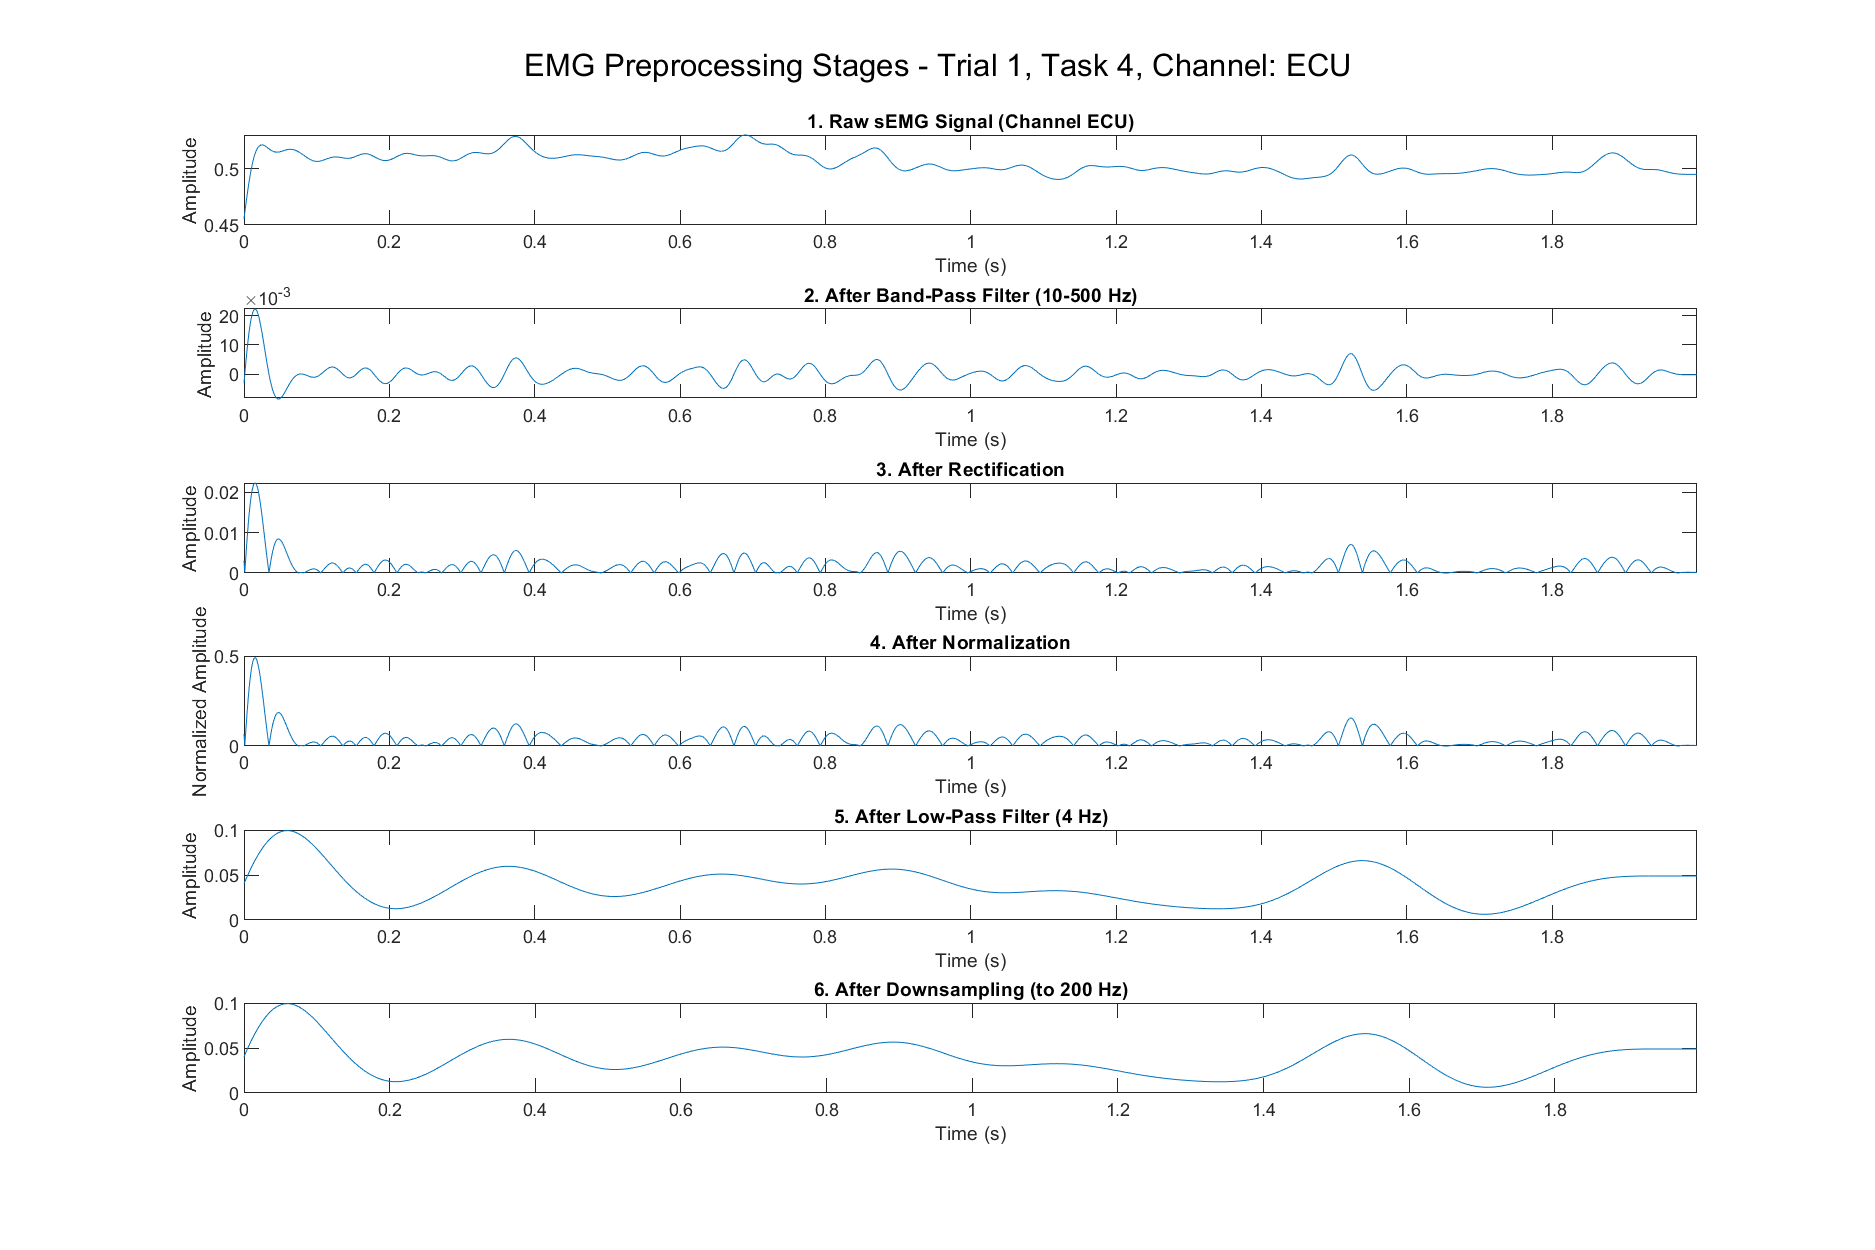 EMG Preprocessing Stages - Trial 1, Task 4, Channel: ECU
1. Raw sEMG Signal (Channel ECU)
Amplitude
0.5
0.45
0 0.2 0.4 0.6 0.8 1 1.2 1.4 1.6 1.8
Time (s)
2. After Band-Pass Filter (10-500 Hz)
×10-3
Amplitude
20
10
0
0 0.2 0.4 0.6 0.8 1 1.2 1.4 1.6 1.8
Time (s)
3. After Rectification
Amplitude
0.02
0.01
0
0 0.2 0.4 0.6 0.8 1 1.2 1.4 1.6 1.8
Time (s)
4. After Normalization
Normalized Amplitude
0.5
0
0 0.2 0.4 0.6 0.8 1 1.2 1.4 1.6 1.8
Time (s)
5. After Low-Pass Filter (4 Hz)
Amplitude
0.1
0.05
0
0 0.2 0.4 0.6 0.8 1 1.2 1.4 1.6 1.8
Time (s)
6. After Downsampling (to 200 Hz)
Amplitude
0.1
0.05
0
0 0.2 0.4 0.6 0.8 1 1.2 1.4 1.6 1.8
Time (s)